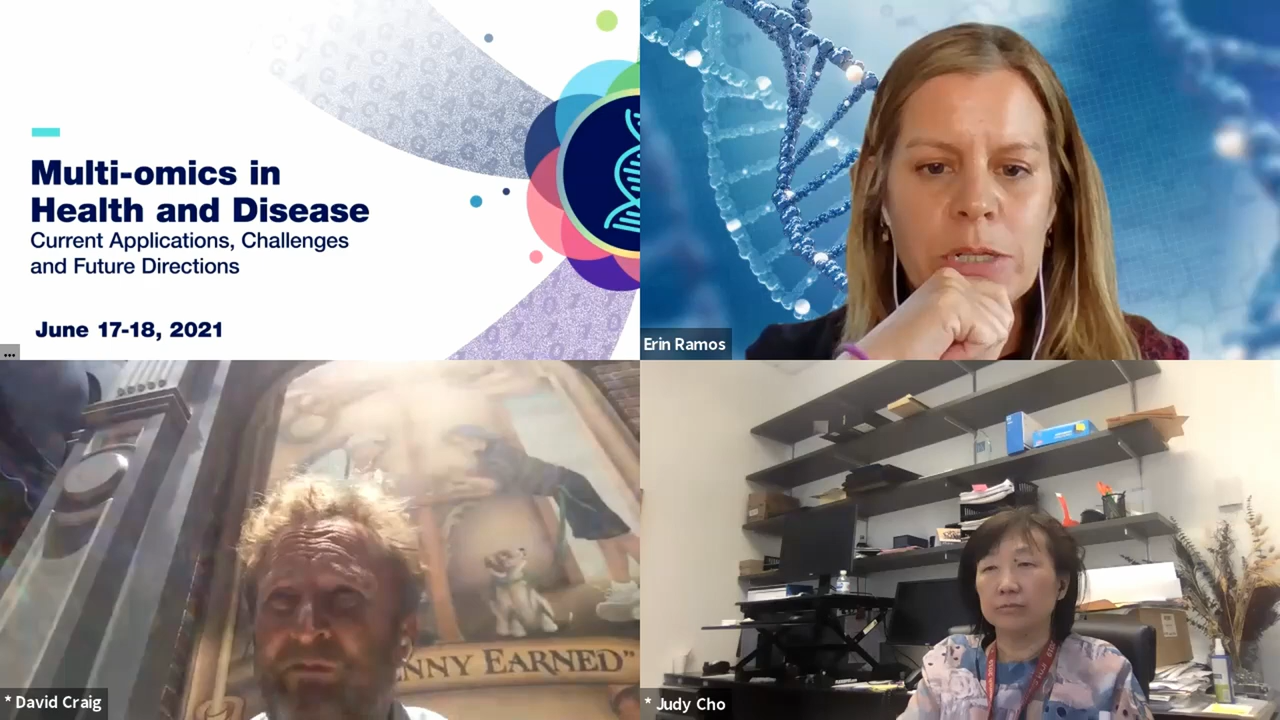 Multi-omics in
Health and Disease
Current Applications, Challenges
and Future Directions
June 17-18, 2021
Erin Ramos
ENNY EARNED”
* David Craig
* Judy Cho